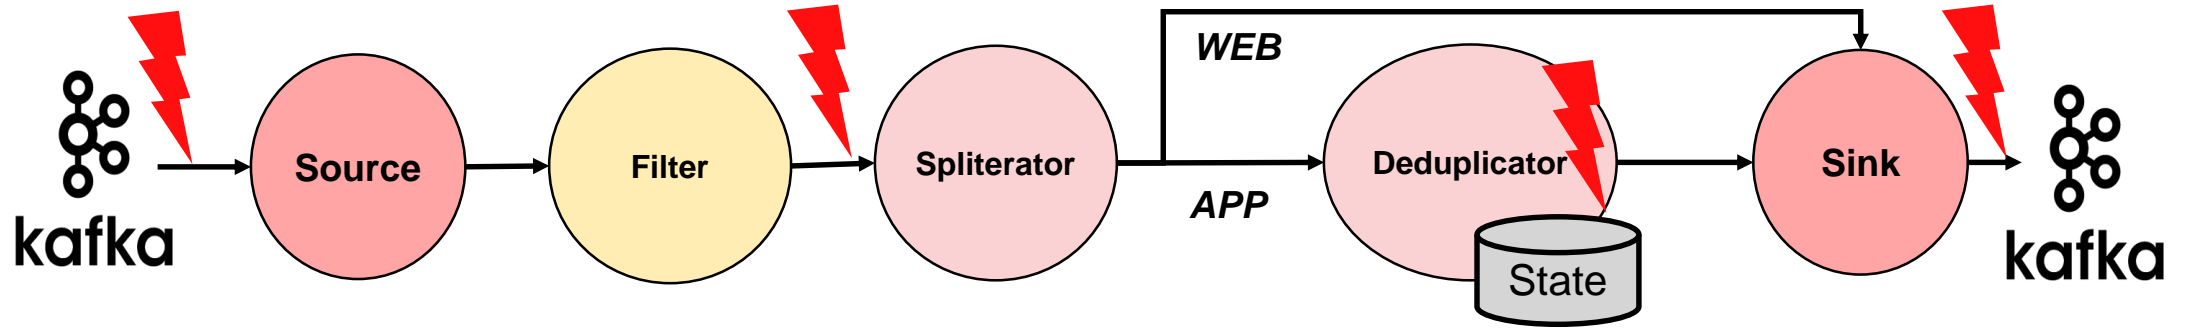 kafka
Source
Filter
Spliterator
WEB
APP
Deduplicator
State
Sink
kafka